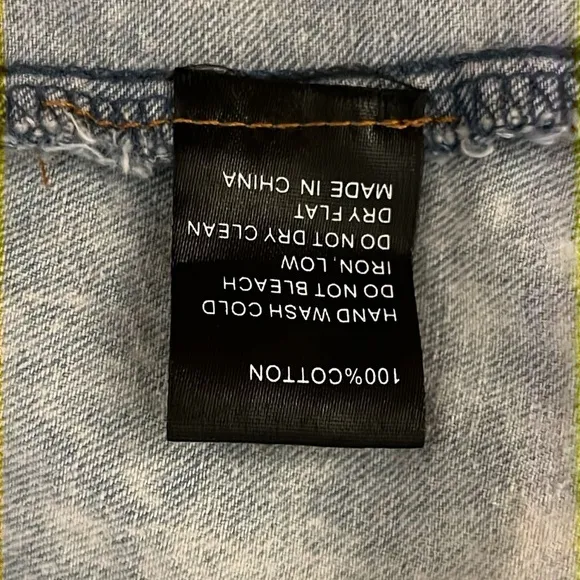 100%COTTON
HAND WASH COLD
DO NOT BLEACH
IRON, LOW
DO NOT DRY CLEAN
DRY FLAT
MADE IN CHINA